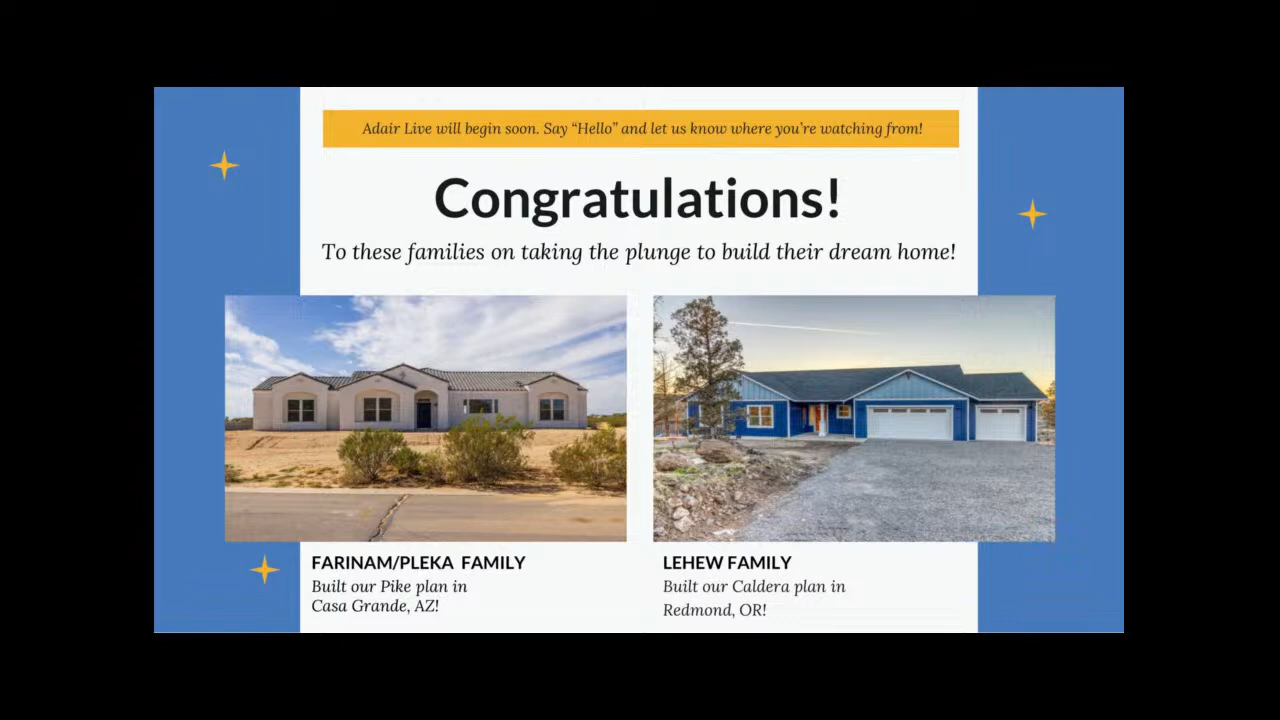 Adair Live will begin soon. Say “Hello” and let us know where you’re watching from!
Congratulations!
To these families on taking the plunge to build their dream home!
FARINAM/PLEKA FAMILY
Built our Pike plan in
Casa Grande, AZ!
LEHEW FAMILY
Built our Caldera plan in
Redmond, OR!